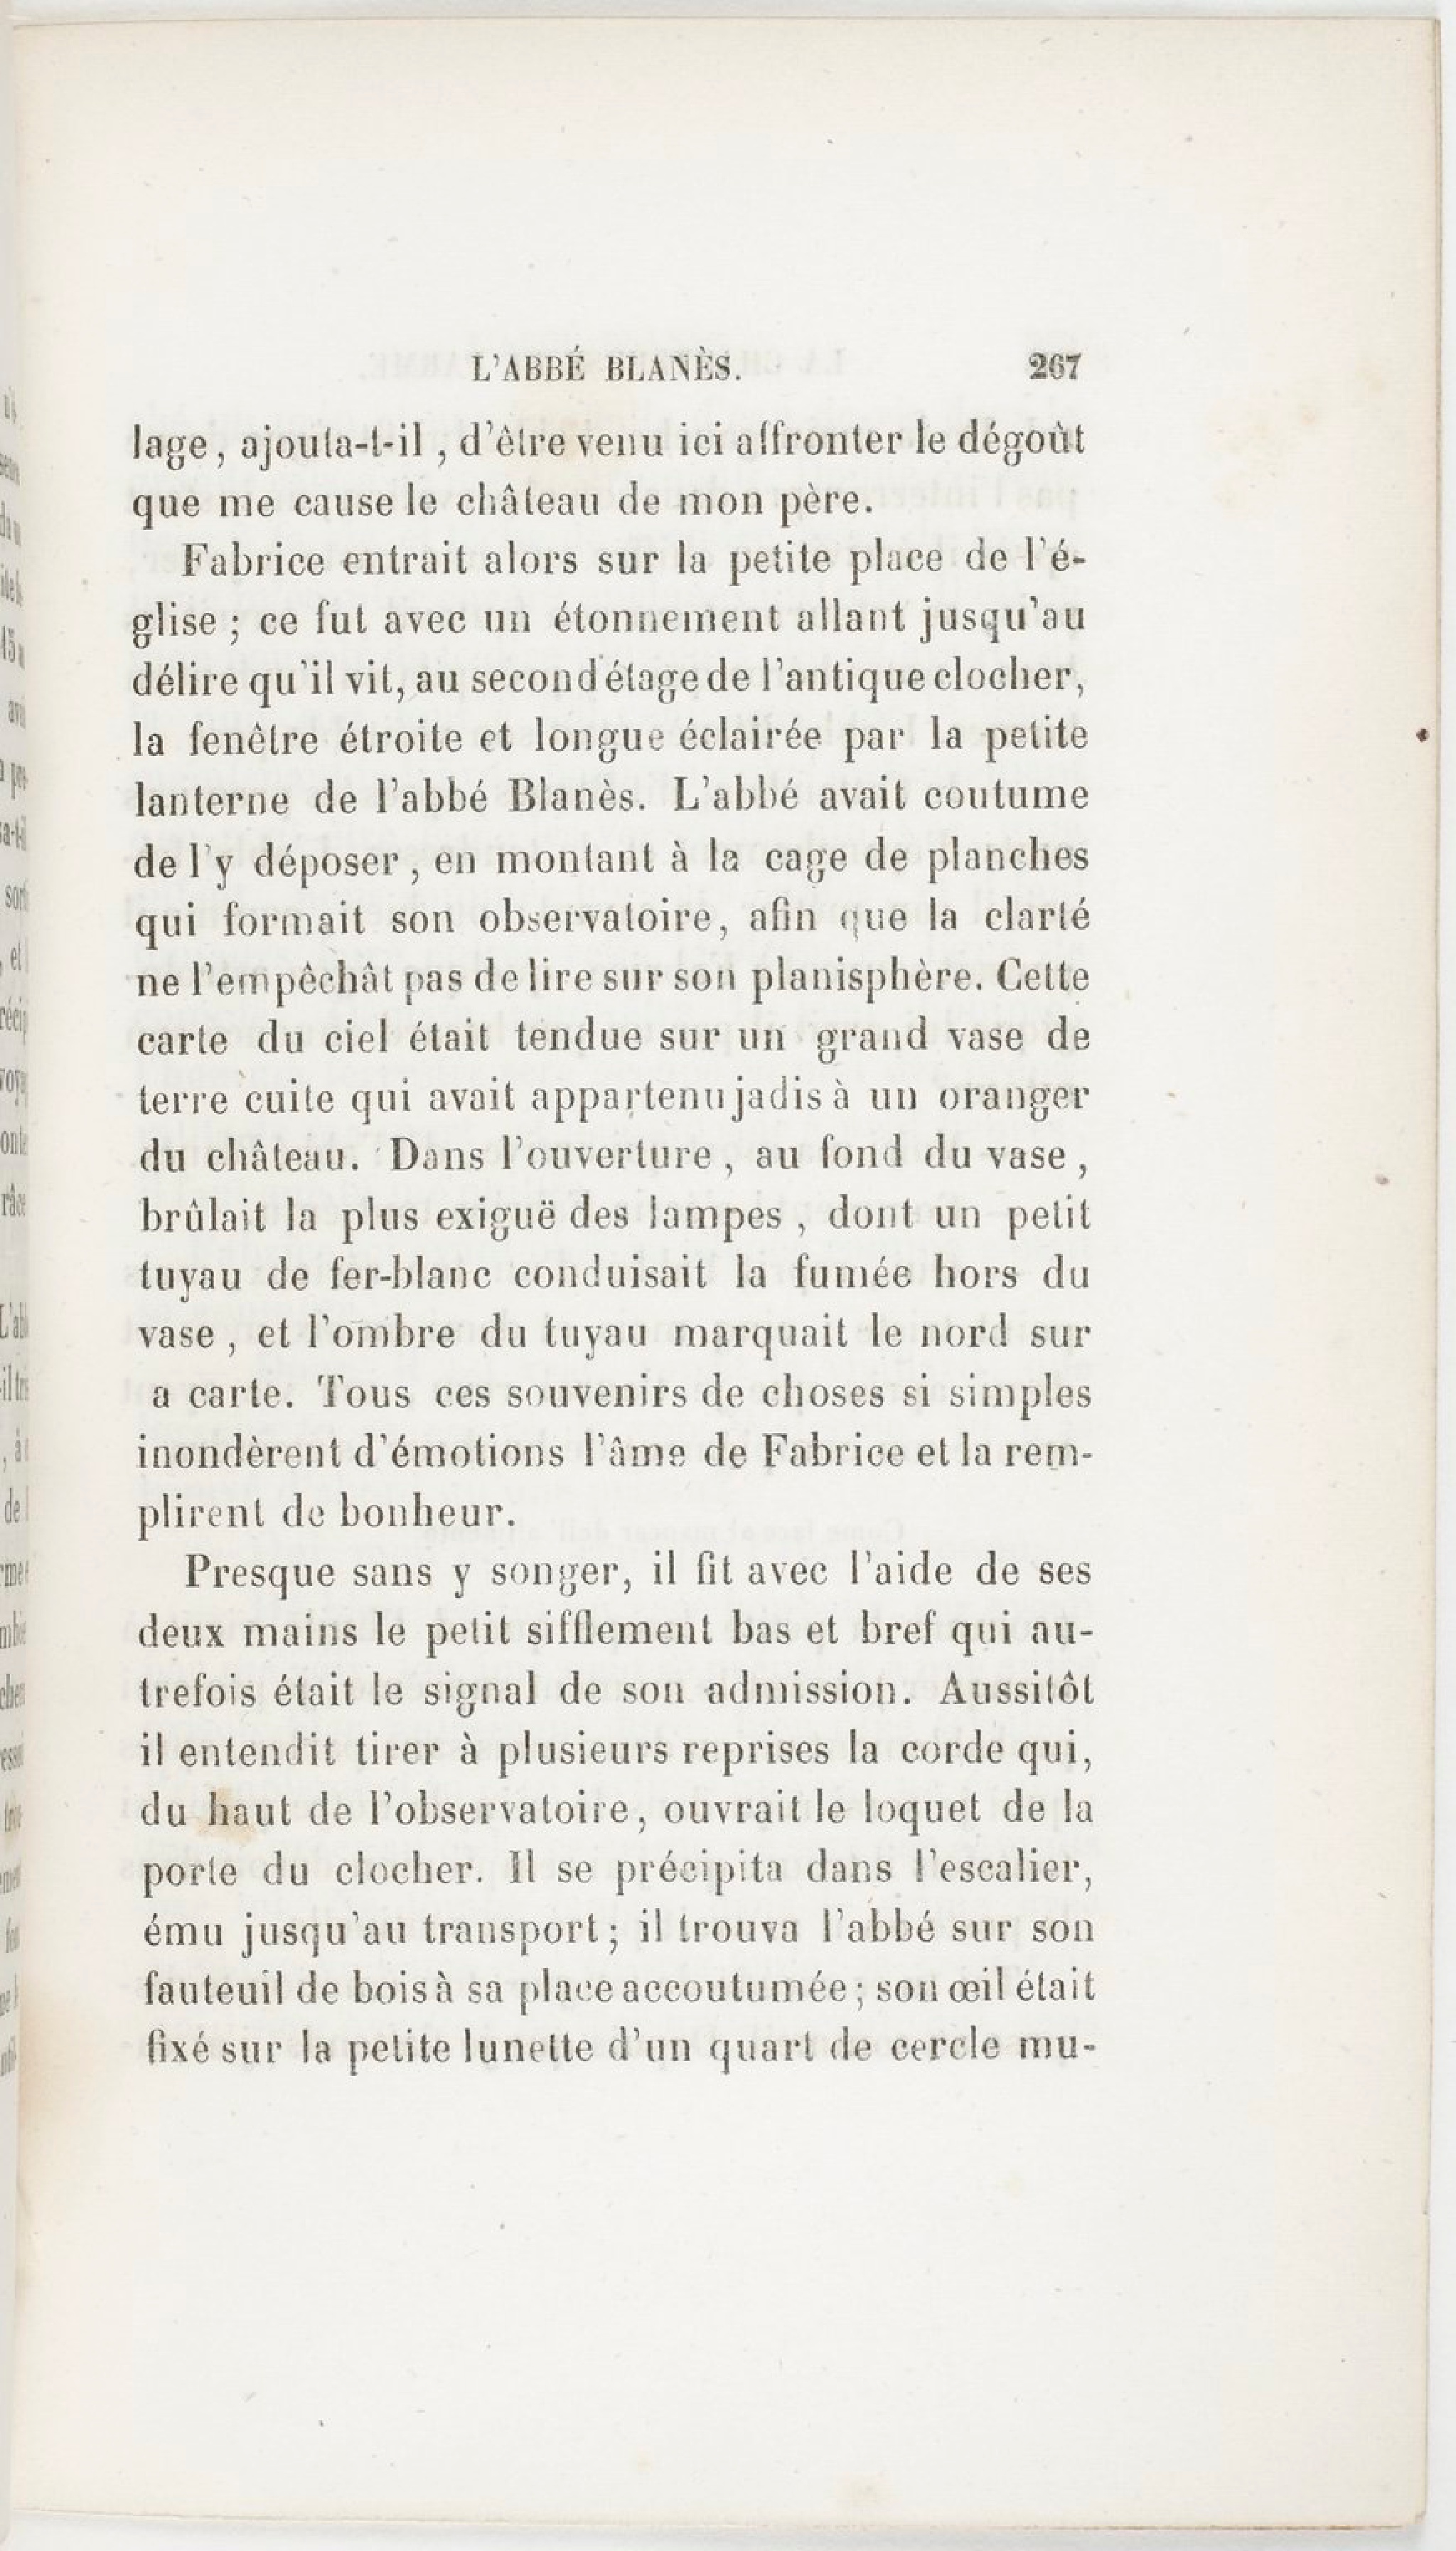 L'ABBÉ BLANÈS. 267
lage, ajouta-t-il, d'être venu ici affronter le dégoût
que me cause le château de mon père.
Fabrice entrait alors sur la petite place de l'é-
glise ; ce fut avec un étonnement allant jusqu'au
délire qu'il vit, au second étage de l'antique clocher,
la fenêtre étroite et longue éclairée par la petite
lanterne de l'abbé Blanès. L'abbé avait coutume
de l'y déposer, en montant à la cage de planches
qui formait son observatoire, afin que la clarté
ne l'empêchât pas de lire sur son planisphère. Cette
carte du ciel était tendue sur un grand vase de
terre cuite qui avait appartenu jadis à un oranger
du château. Dans l'ouverture, au fond du vase,
brûlait la plus exiguë des lampes, dont un petit
tuyau de fer-blanc conduisait la fumée hors du
vase, et l'ombre du tuyau marquait le nord sur
a carte. Tous ces souvenirs de choses si simples
inondèrent d'émotions l'âme de Fabrice et la rem-
plirent de bonheur.
Presque sans y songer, il fit avec l'aide de ses
deux mains le petit sifflement bas et bref qui au-
trefois était le signal de son admission. Aussitôt
il entendit tirer à plusieurs reprises la corde qui,
du haut de l'observatoire, ouvrait le loquet de la
porte du clocher. Il se précipita dans l'escalier,
ému jusqu'au transport ; il trouva l'abbé sur son
fauteuil de bois à sa place accoutumée ; son œil était
fixé sur la petite lunette d'un quart de cercle mu-